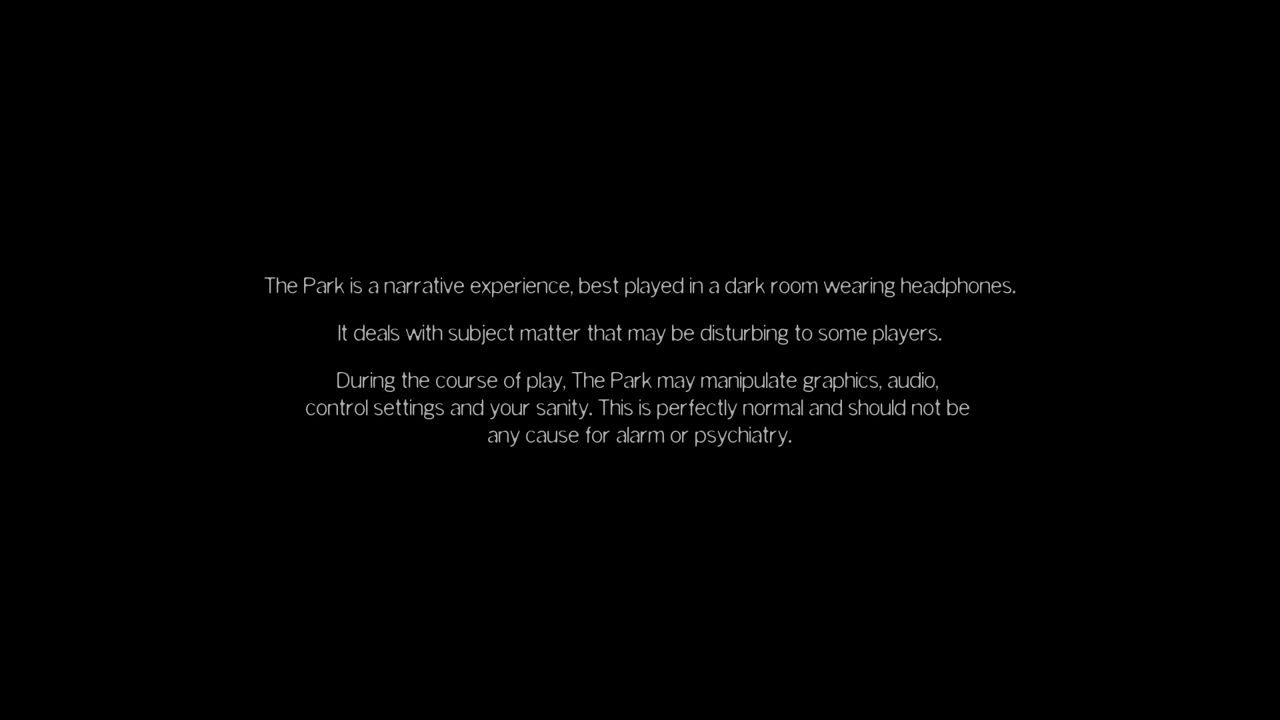 The Park is a narrative experience, best played in a dark room wearing headphones.
It deals with subject matter that may be disturbing to some players.
During the course of play, The Park may manipulate graphics, audio,
control settings and your sanity. This is perfectly normal and should not be
any cause for alarm or psychiatry.